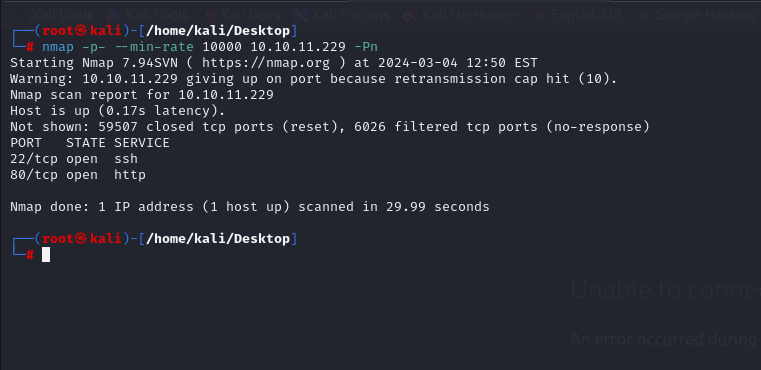 Kali Linux Kali Tools Kali Docs Kali Forums Kali NetHunter Exploit-DB Google Hacking
┌──(root㉿kali)-[/home/kali/Desktop]
└─# nmap -p- --min-rate 10000 10.10.11.229 -Pn
Starting Nmap 7.94SVN ( https://nmap.org ) at 2024-03-04 12:50 EST
Warning: 10.10.11.229 giving up on port because retransmission cap hit (10).
Nmap scan report for 10.10.11.229
Host is up (0.17s latency).
Not shown: 59507 closed tcp ports (reset), 6026 filtered tcp ports (no-response)
PORT   STATE SERVICE
22/tcp open  ssh
80/tcp open  http
Nmap done: 1 IP address (1 host up) scanned in 29.99 seconds
┌──(root㉿kali)-[/home/kali/Desktop]
└─#
Unable to conne
An error occurred during